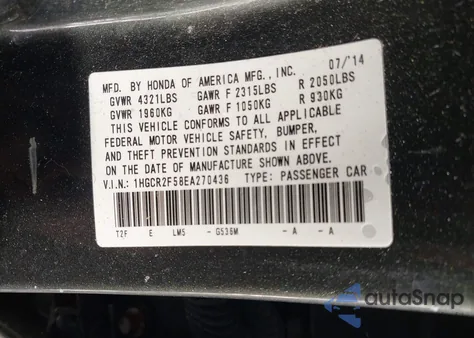 MFD. BY HONDA OF AMERICA MFG., INC. 07/'14
GVWR 4321LBS GAWR F 2315LBS R 2050LBS
GVWR 1960KG GAWR F 1050KG R 930KG
THIS VEHICLE CONFORMS TO ALL APPLICABLE
FEDERAL MOTOR VEHICLE SAFETY, BUMPER,
AND THEFT PREVENTION STANDARDS IN EFFECT
ON THE DATE OF MANUFACTURE SHOWN ABOVE.
V.I.N.: 1HGCR2F58EA270436 TYPE: PASSENGER CAR
T2F E LM5 - G536M - A - A
autoSnap